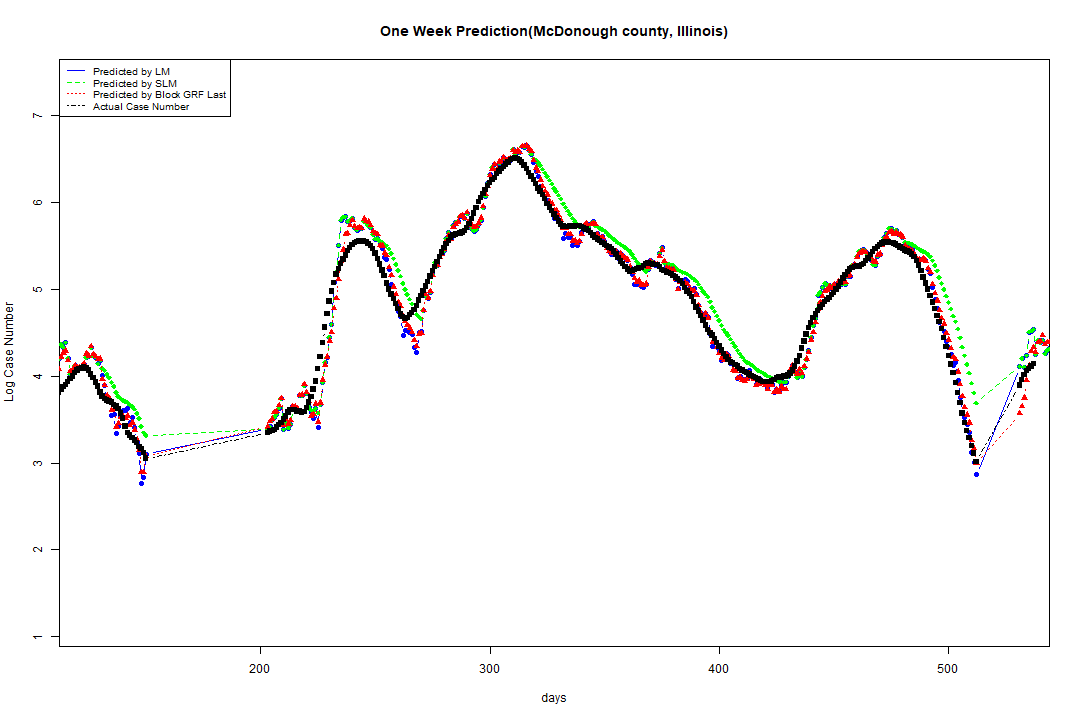 One Week Prediction(McDonough county, Illinois)
Predicted by LM
Predicted by SLM
Predicted by Block GRF Last
Actual Case Number
7
6
5
4
3
2
1
Log Case Number
200 300 400 500
days